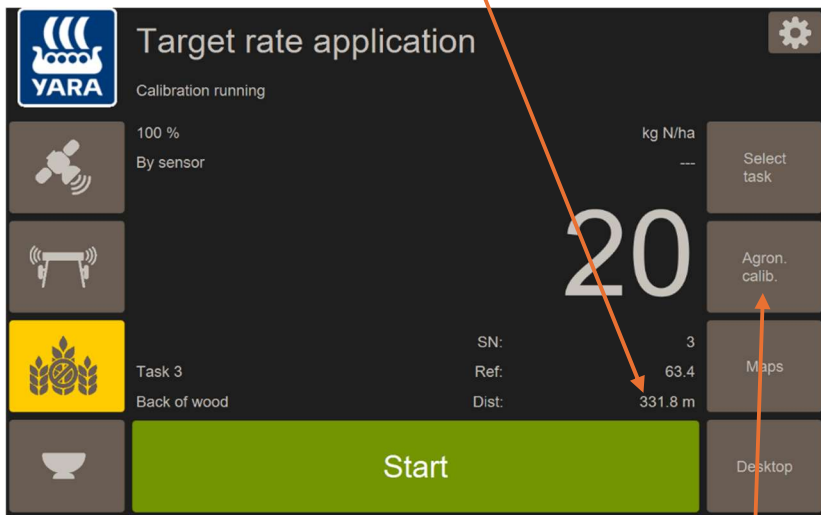 YARA
Target rate application
Calibration running
100 %
kg N/ha
By sensor
---
Select
task
20
Agron.
calib.
SN:
3
Task 3
Ref:
63.4
Maps
Back of wood
Dist:
331.8 m
Start
Desktop